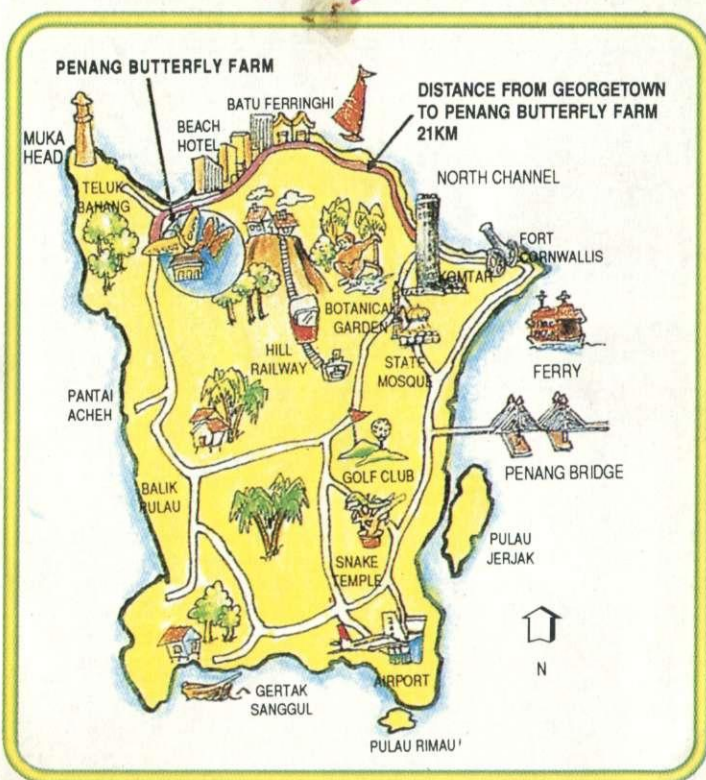 PENANG BUTTERFLY FARM
BATU FERRINGHI
DISTANCE FROM GEORGETOWN
TO PENANG BUTTERFLY FARM
21KM
BEACH
HOTEL
MUKA
HEAD
TELUK
BAHANG
NORTH CHANNEL
FORT
CORNWALLIS
KOMTAR
BOTANICAL
GARDEN
HILL
RAILWAY
STATE
MOSQUE
FERRY
PANTAI
ACHEH
PENANG BRIDGE
GOLF CLUB
BALIK
PULAU
PULAU
JERJAK
SNAKE
TEMPLE
N
AIRPORT
GERTAK
SANGGUL
PULAU RIMAU